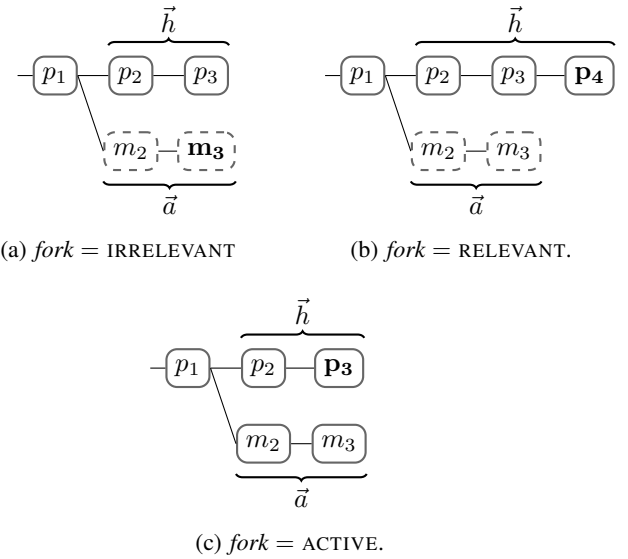 h⃗ h⃗
p₁ p₂ p₃ p₁ p₂ p₃ **p₄**
m₂ **m₃** m₂ m₃
a⃗ a⃗
(a) fork = IRRELEVANT (b) fork = RELEVANT.
h⃗
p₁ p₂ **p₃**
m₂ m₃
a⃗
(c) fork = ACTIVE.